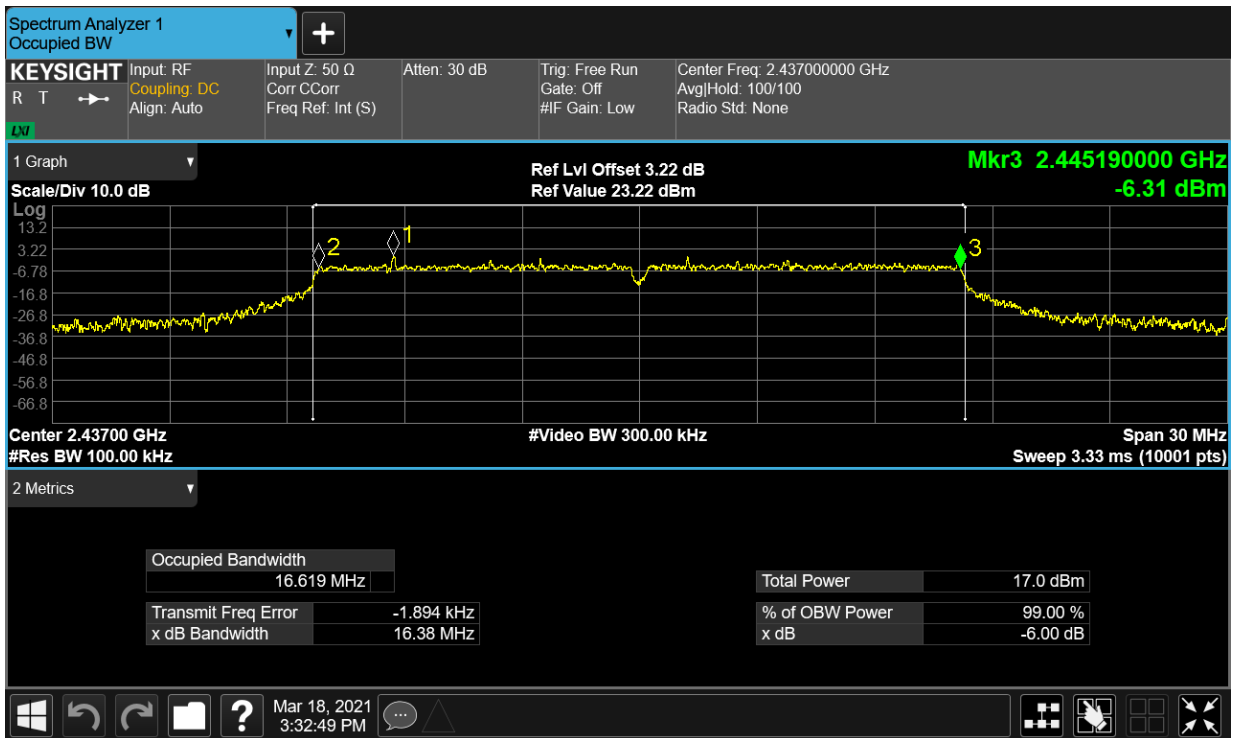 Spectrum Analyzer 1
Occupied BW
▼
+
KEYSIGHT
R T
LXI
Input: RF
Coupling: DC
Align: Auto
Input Z: 50 Ω
Corr CCorr
Freq Ref: Int (S)
Atten: 30 dB
Trig: Free Run
Gate: Off
#IF Gain: Low
Center Freq: 2.437000000 GHz
Avg|Hold: 100/100
Radio Std: None
1 Graph ▼
Scale/Div 10.0 dB
Ref Lvl Offset 3.22 dB
Ref Value 23.22 dBm
Mkr3 2.445190000 GHz
-6.31 dBm
Log
13.2
3.22
-6.78
-16.8
-26.8
-36.8
-46.8
-56.8
-66.8
2
1
3
Center 2.43700 GHz
#Res BW 100.00 kHz
#Video BW 300.00 kHz
Span 30 MHz
Sweep 3.33 ms (10001 pts)
2 Metrics ▼
Occupied Bandwidth
16.619 MHz
Transmit Freq Error -1.894 kHz
x dB Bandwidth 16.38 MHz
Total Power 17.0 dBm
% of OBW Power 99.00 %
x dB -6.00 dB
?
Mar 18, 2021
3:32:49 PM